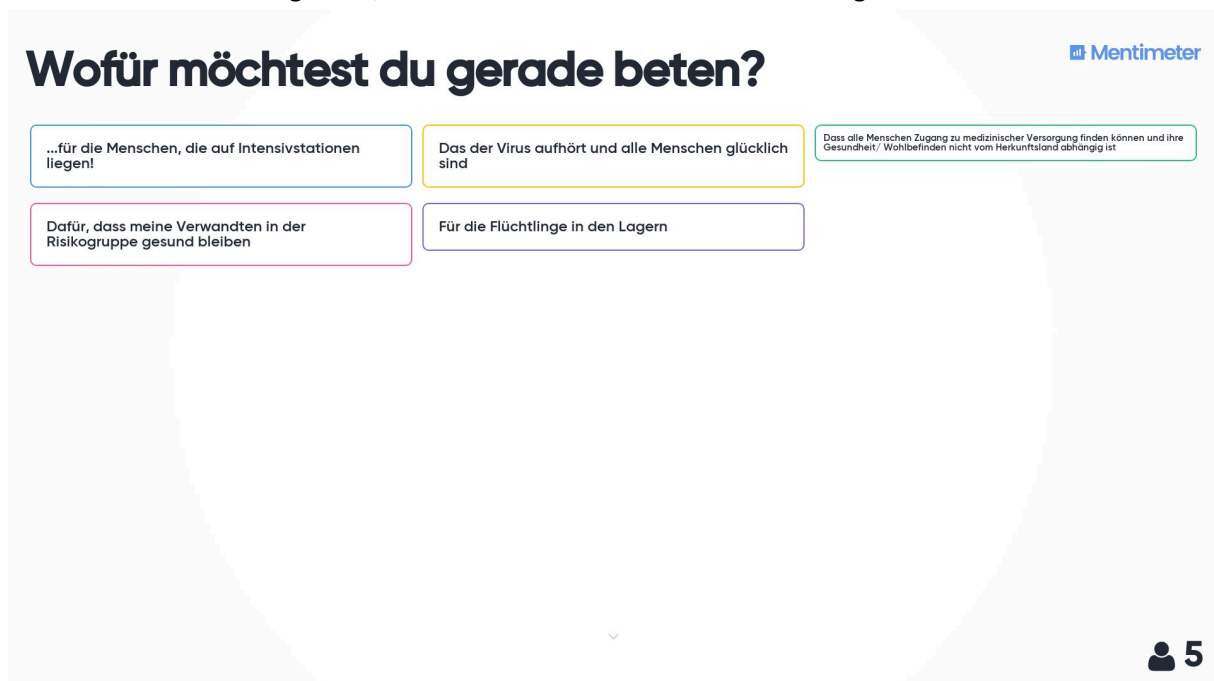 Wofür möchtest du gerade beten?
Mentimeter
...für die Menschen, die auf Intensivstationen
liegen!
Das der Virus aufhört und alle Menschen glücklich
sind
Dass alle Menschen Zugang zu medizinischer Versorgung finden können und ihre
Gesundheit/ Wohlbefinden nicht vom Herkunftsland abhängig ist
Dafür, dass meine Verwandten in der
Risikogruppe gesund bleiben
Für die Flüchtlinge in den Lagern
5